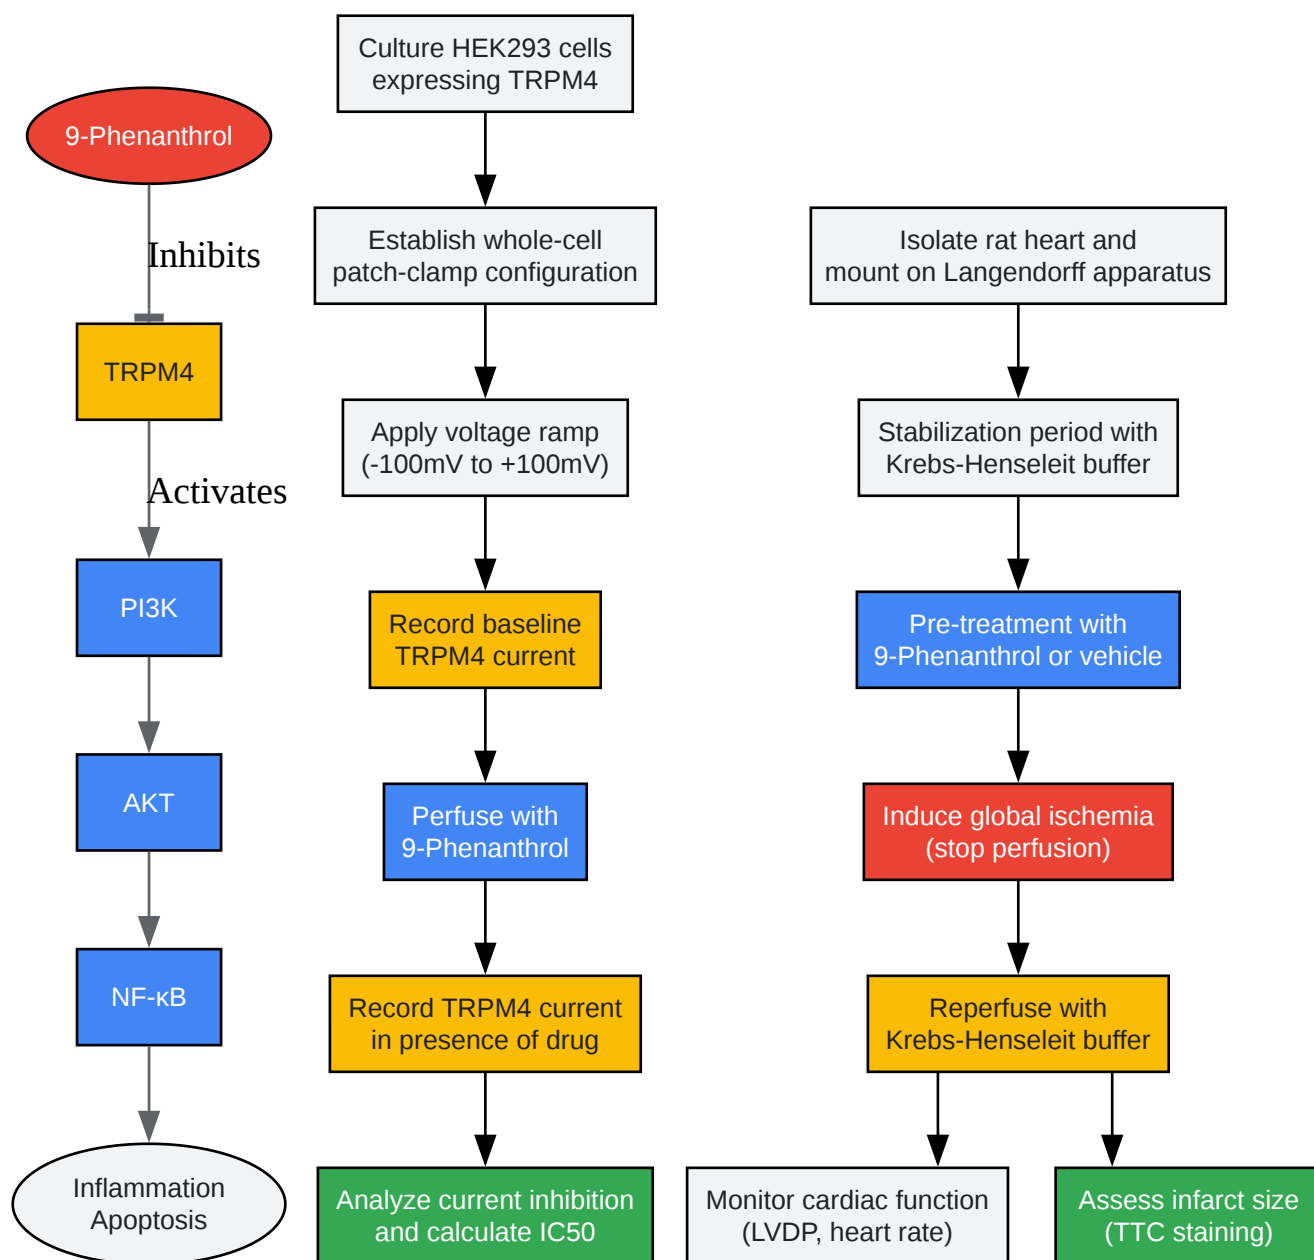 9-Phenanthrol
Inhibits
TRPM4
Activates
PI3K
AKT
NF-κB
Inflammation
Apoptosis
Culture HEK293 cells
expressing TRPM4
Establish whole-cell
patch-clamp configuration
Apply voltage ramp
(-100mV to +100mV)
Record baseline
TRPM4 current
Perfuse with
9-Phenanthrol
Record TRPM4 current
in presence of drug
Analyze current inhibition
and calculate IC50
Isolate rat heart and
mount on Langendorff apparatus
Stabilization period with
Krebs-Henseleit buffer
Pre-treatment with
9-Phenanthrol or vehicle
Induce global ischemia
(stop perfusion)
Reperfuse with
Krebs-Henseleit buffer
Monitor cardiac function
(LVDP, heart rate)
Assess infarct size
(TTC staining)